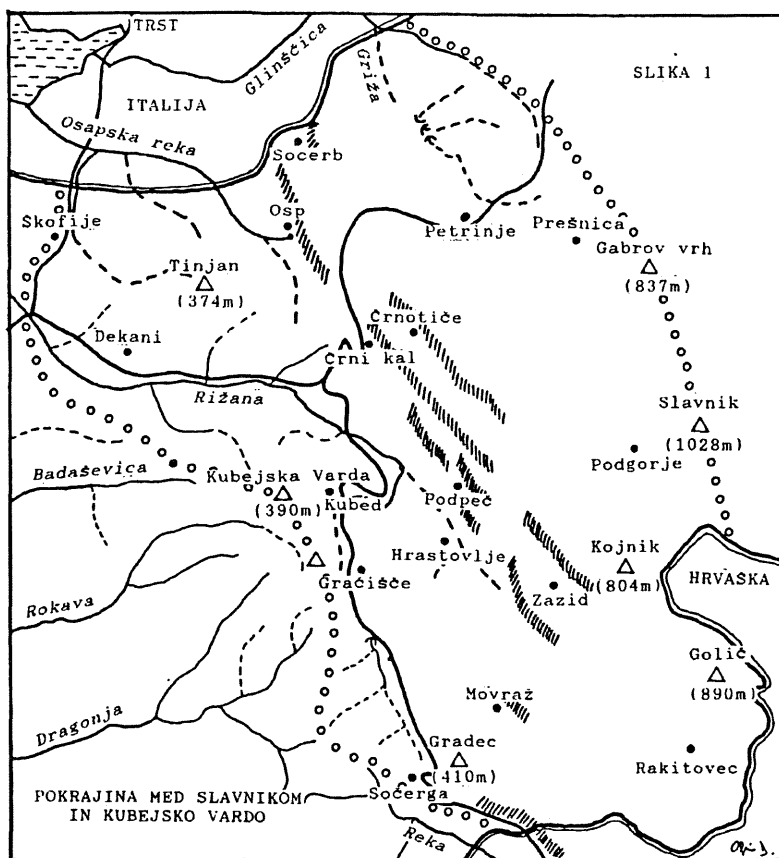 TRST
Glinščica
Griža
SLIKA 1
ITALIJA
Osapska reka
Socerb
Osp
Škofije
Petrinje
Prešnica
Gabrov vrh
(837m)
Tinjan
(374m)
Črnotiče
Dekani
Črni kal
Rižana
Slavnik
(1028m)
Podgorje
Badaševica
Kubejska Varda
(390m)
Kubed
Podpeč
Hrastovlje
Kojnik
(804m)
HRVAŠKA
Gračišče
Zazid
Rokava
Golič
(890m)
Movraž
Dragonja
Gradec
(410m)
Rakitovec
Sočerga
POKRAJINA MED SLAVNIKOM
IN KUBEJSKO VARDO
Reka